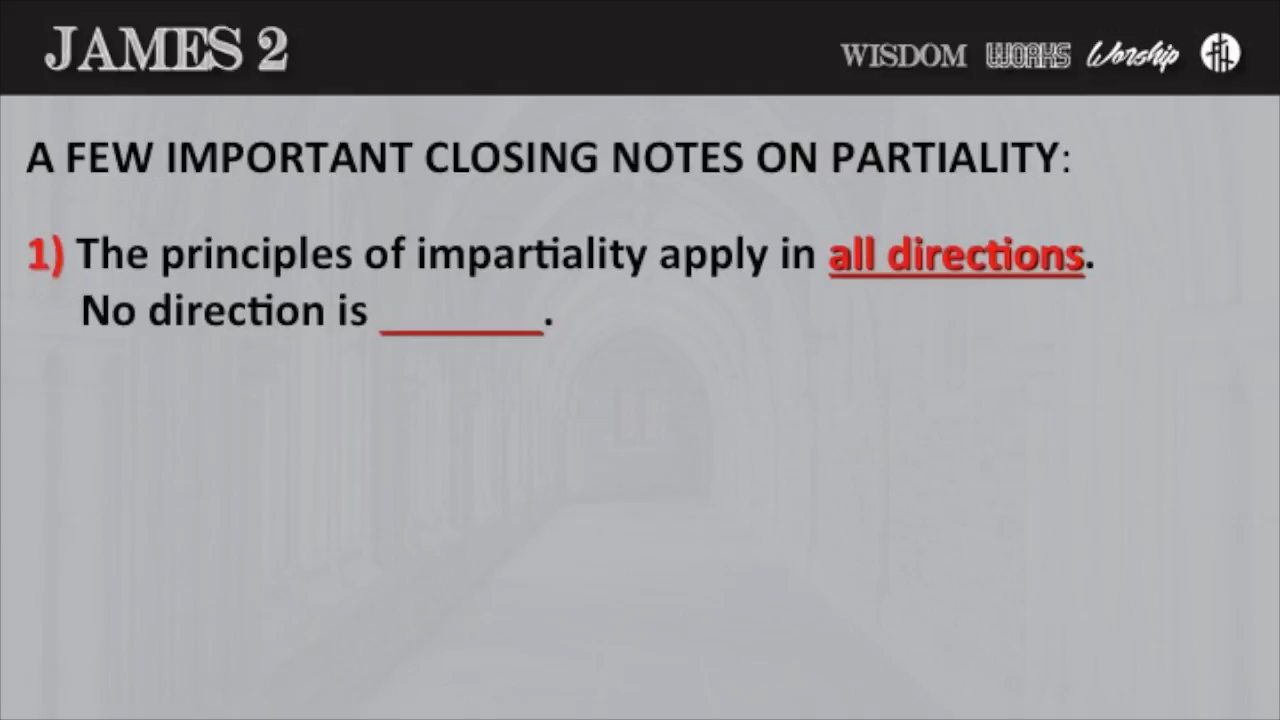 JAMES 2
WISDOM WORKS Worship
A FEW IMPORTANT CLOSING NOTES ON PARTIALITY:
1) The principles of impartiality apply in all directions.
No direction is ________.